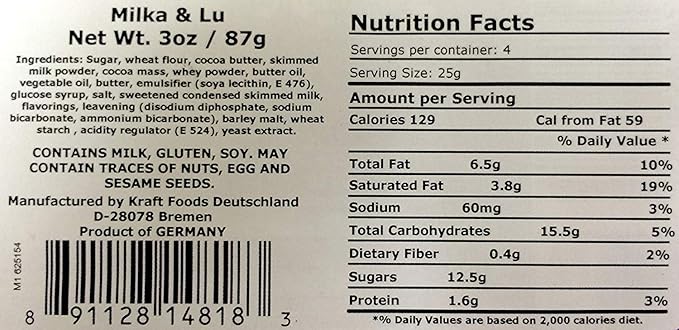 Milka & Lu
Net Wt. 3oz / 87g
Ingredients: Sugar, wheat flour, cocoa butter, skimmed
milk powder, cocoa mass, whey powder, butter oil,
vegetable oil, butter, emulsifier (soya lecithin, E 476),
glucose syrup, salt, sweetened condensed skimmed milk,
flavorings, leavening (disodium diphosphate, sodium
bicarbonate, ammonium bicarbonate), barley malt, wheat
starch , acidity regulator (E 524), yeast extract.
CONTAINS MILK, GLUTEN, SOY. MAY
CONTAIN TRACES OF NUTS, EGG AND
SESAME SEEDS.
Manufactured by Kraft Foods Deutschland
D-28078 Bremen
Product of GERMANY
M1 625154
8 91128 14818 3
Nutrition Facts
Servings per container: 4
Serving Size: 25g
Amount per Serving
Calories 129 Cal from Fat 59
% Daily Value *
Total Fat 6.5g 10%
Saturated Fat 3.8g 19%
Sodium 60mg 3%
Total Carbohydrates 15.5g 5%
Dietary Fiber 0.4g 2%
Sugars 12.5g
Protein 1.6g 3%
*% Daily Values are based on 2,000 calories diet.